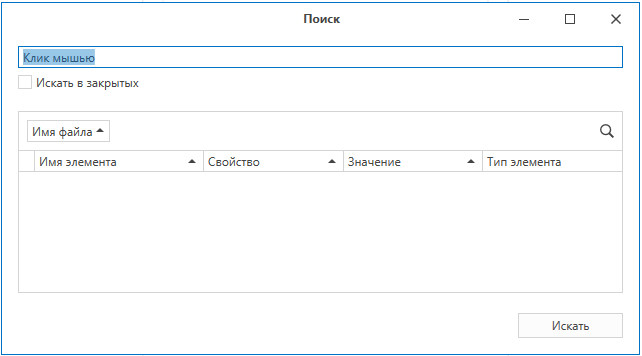 Поиск
Клик мышью
Искать в закрытых
Имя файла
Имя элемента Свойство Значение Тип элемента
Искать